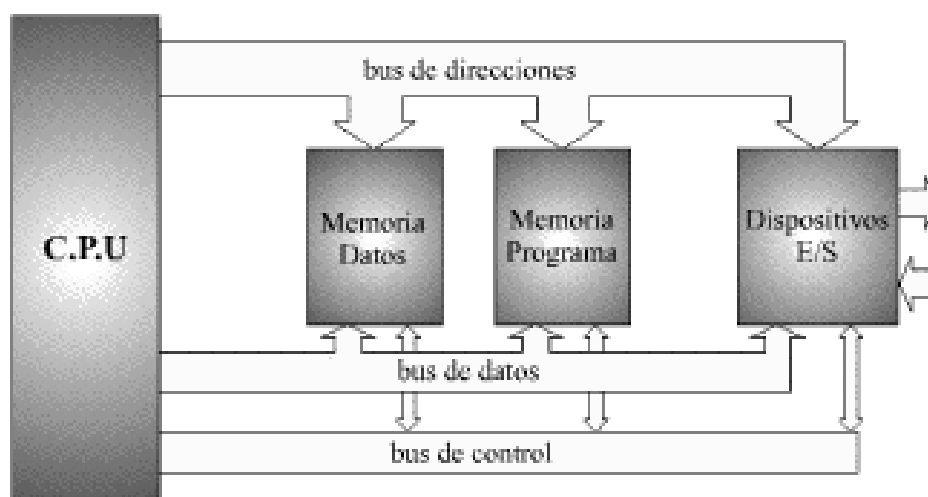 bus de direcciones
C.P.U
Memoria
Datos
Memoria
Programa
Dispositivos
E/S
bus de datos
bus de control